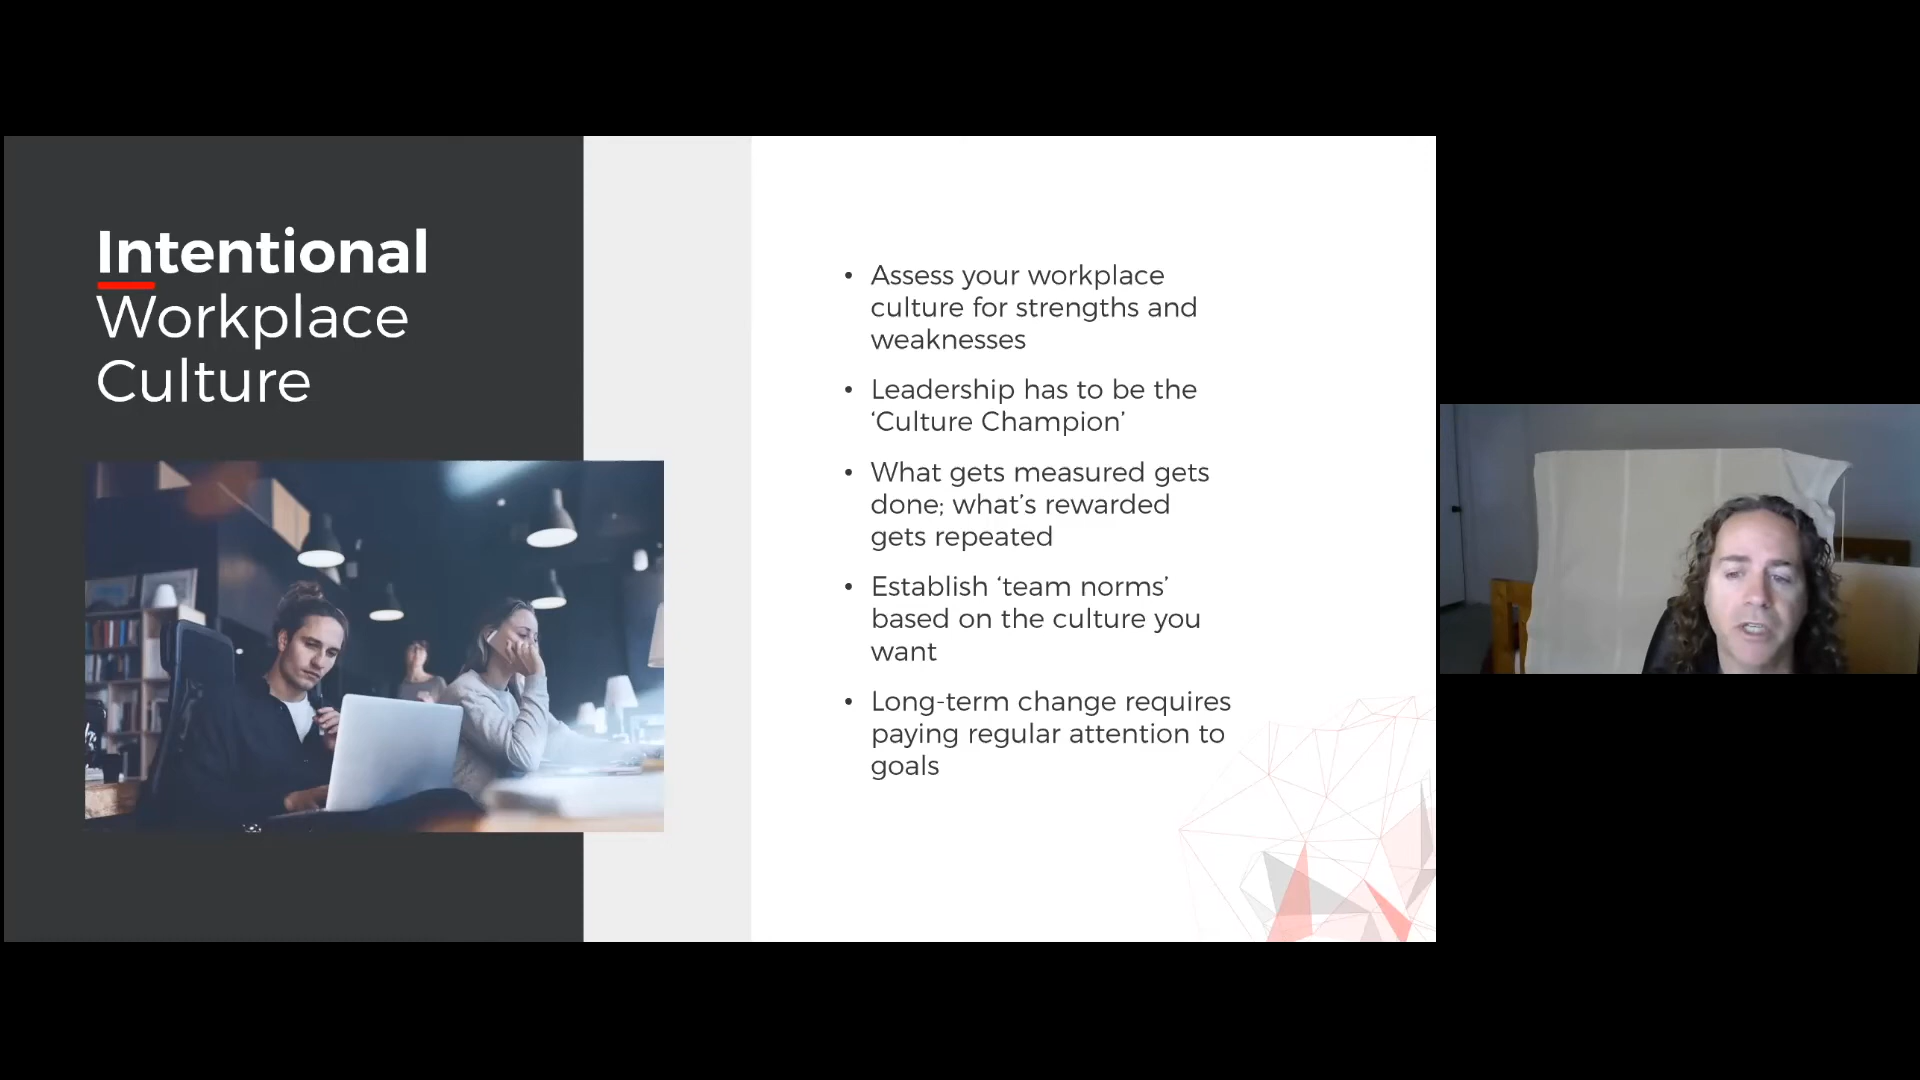 Intentional
Workplace
Culture
• Assess your workplace
culture for strengths and
weaknesses
• Leadership has to be the
‘Culture Champion’
• What gets measured gets
done; what’s rewarded
gets repeated
• Establish ‘team norms’
based on the culture you
want
• Long-term change requires
paying regular attention to
goals